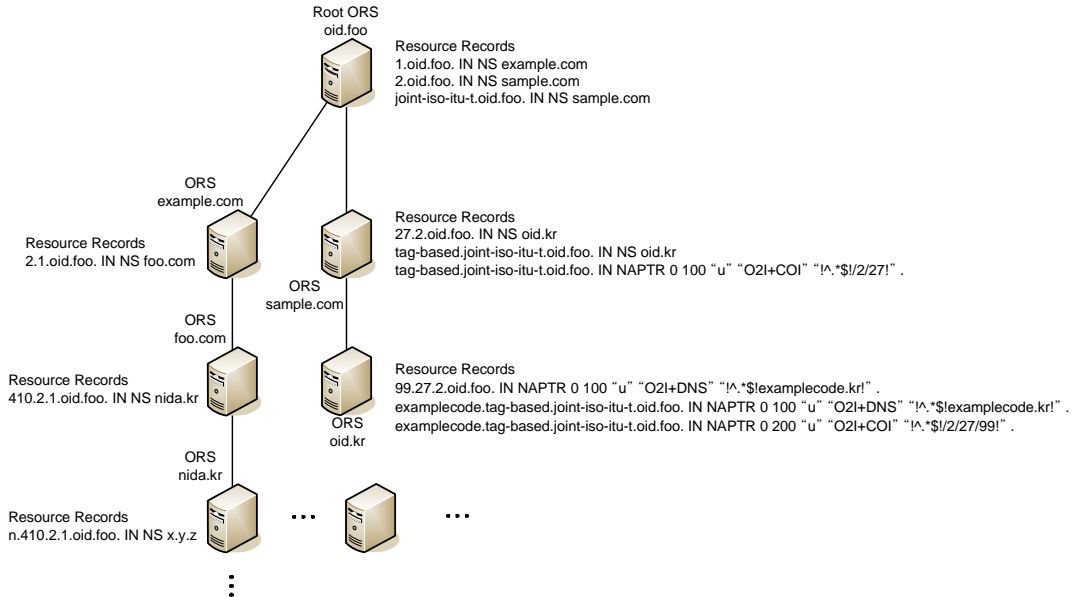 Root ORS
oid.foo
Resource Records
1.oid.foo. IN NS example.com
2.oid.foo. IN NS sample.com
joint-iso-itu-t.oid.foo. IN NS sample.com
ORS
example.com
Resource Records
2.1.oid.foo. IN NS foo.com
Resource Records
27.2.oid.foo. IN NS oid.kr
tag-based.joint-iso-itu-t.oid.foo. IN NS oid.kr
tag-based.joint-iso-itu-t.oid.foo. IN NAPTR 0 100 “u” “O2I+COI” “!^.*$!/2/27!” .
ORS
sample.com
ORS
foo.com
Resource Records
410.2.1.oid.foo. IN NS nida.kr
Resource Records
99.27.2.oid.foo. IN NAPTR 0 100 “u” “O2I+DNS” “!^.*$!examplecode.kr!” .
examplecode.tag-based.joint-iso-itu-t.oid.foo. IN NAPTR 0 100 “u” “O2I+DNS” “!^.*$!examplecode.kr!” .
examplecode.tag-based.joint-iso-itu-t.oid.foo. IN NAPTR 0 200 “u” “O2I+COI” “!^.*$!/2/27/99!” .
ORS
oid.kr
ORS
nida.kr
Resource Records
n.410.2.1.oid.foo. IN NS x.y.z